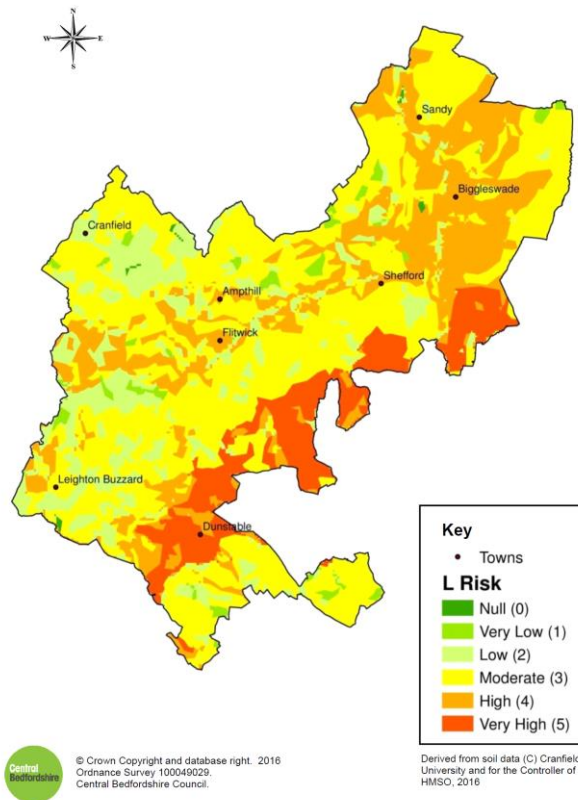 N
W E
S
Sandy
Biggleswade
Cranfield
Shefford
Ampthill
Flitwick
Leighton Buzzard
Dunstable
Key
Towns
L Risk
Null (0)
Very Low (1)
Low (2)
Moderate (3)
High (4)
Very High (5)
Central
Bedfordshire
© Crown Copyright and database right. 2016
Ordnance Survey 100049029.
Central Bedfordshire Council.
Derived from soil data (C) Cranfield
University and for the Controller of
HMSO, 2016